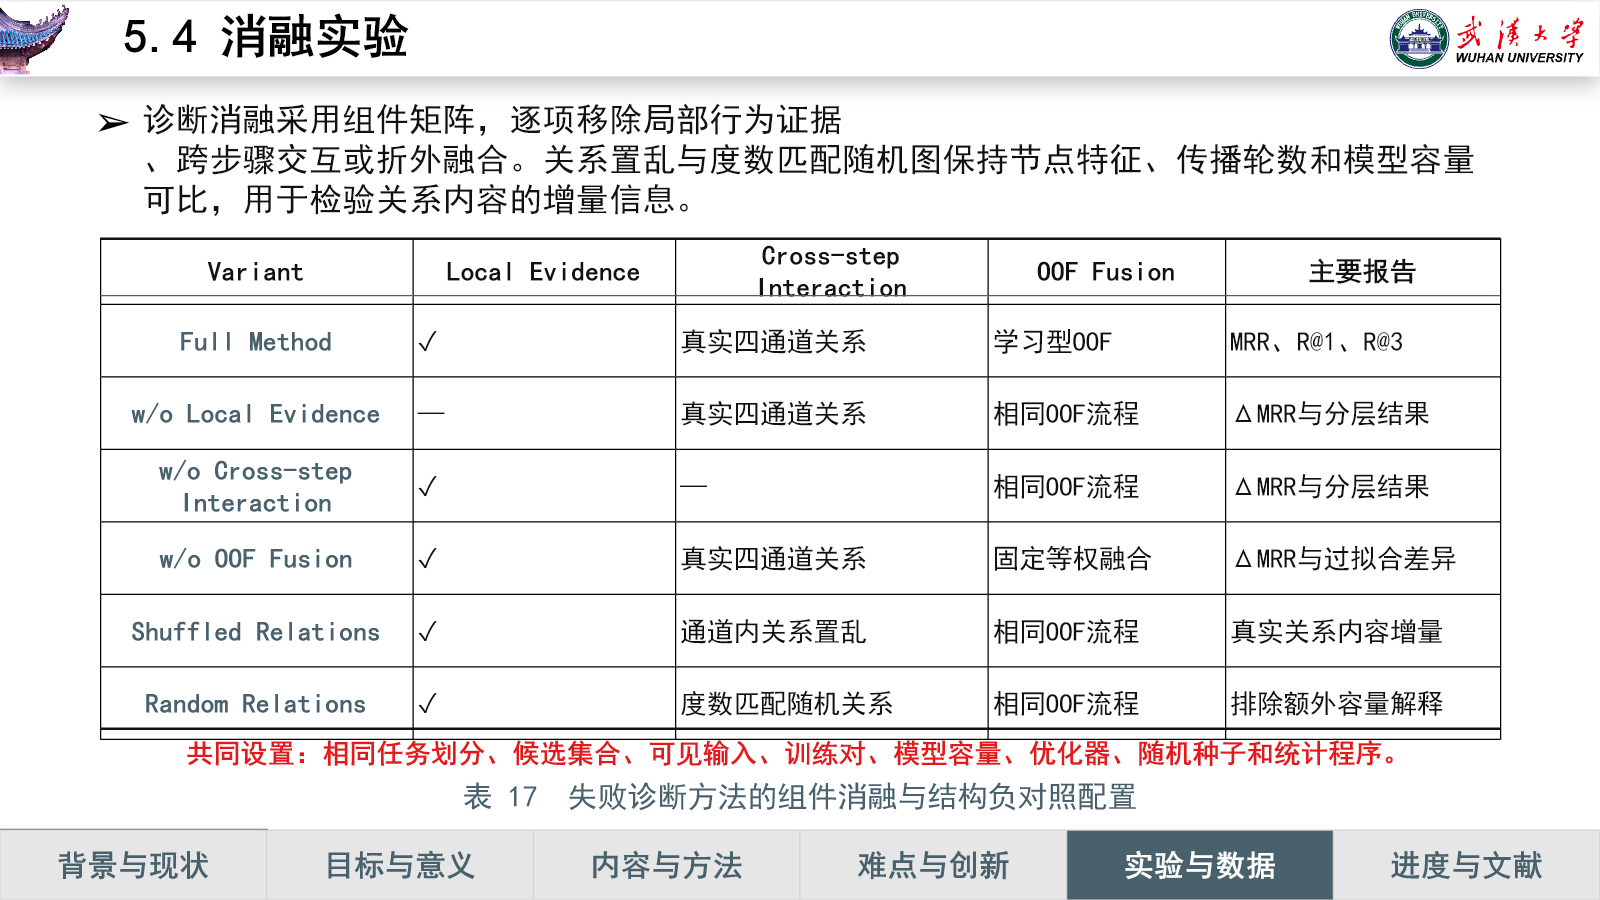 5.4 消融实验
武汉大学
WUHAN UNIVERSITY
➢ 诊断消融采用组件矩阵，逐项移除局部行为证据
、跨步骤交互或折外融合。关系置乱与度数匹配随机图保持节点特征、传播轮数和模型容量
可比，用于检验关系内容的增量信息。
Variant Local Evidence Cross-step Interaction OOF Fusion 主要报告
Full Method ✓ 真实四通道关系 学习型OOF MRR、R@1、R@3
w/o Local Evidence — 真实四通道关系 相同OOF流程 ΔMRR与分层结果
w/o Cross-step Interaction ✓ — 相同OOF流程 ΔMRR与分层结果
w/o OOF Fusion ✓ 真实四通道关系 固定等权融合 ΔMRR与过拟合差异
Shuffled Relations ✓ 通道内关系置乱 相同OOF流程 真实关系内容增量
Random Relations ✓ 度数匹配随机关系 相同OOF流程 排除额外容量解释
共同设置：相同任务划分、候选集合、可见输入、训练对、模型容量、优化器、随机种子和统计程序。
表 17 失败诊断方法的组件消融与结构负对照配置
背景与现状 目标与意义 内容与方法 难点与创新 实验与数据 进度与文献